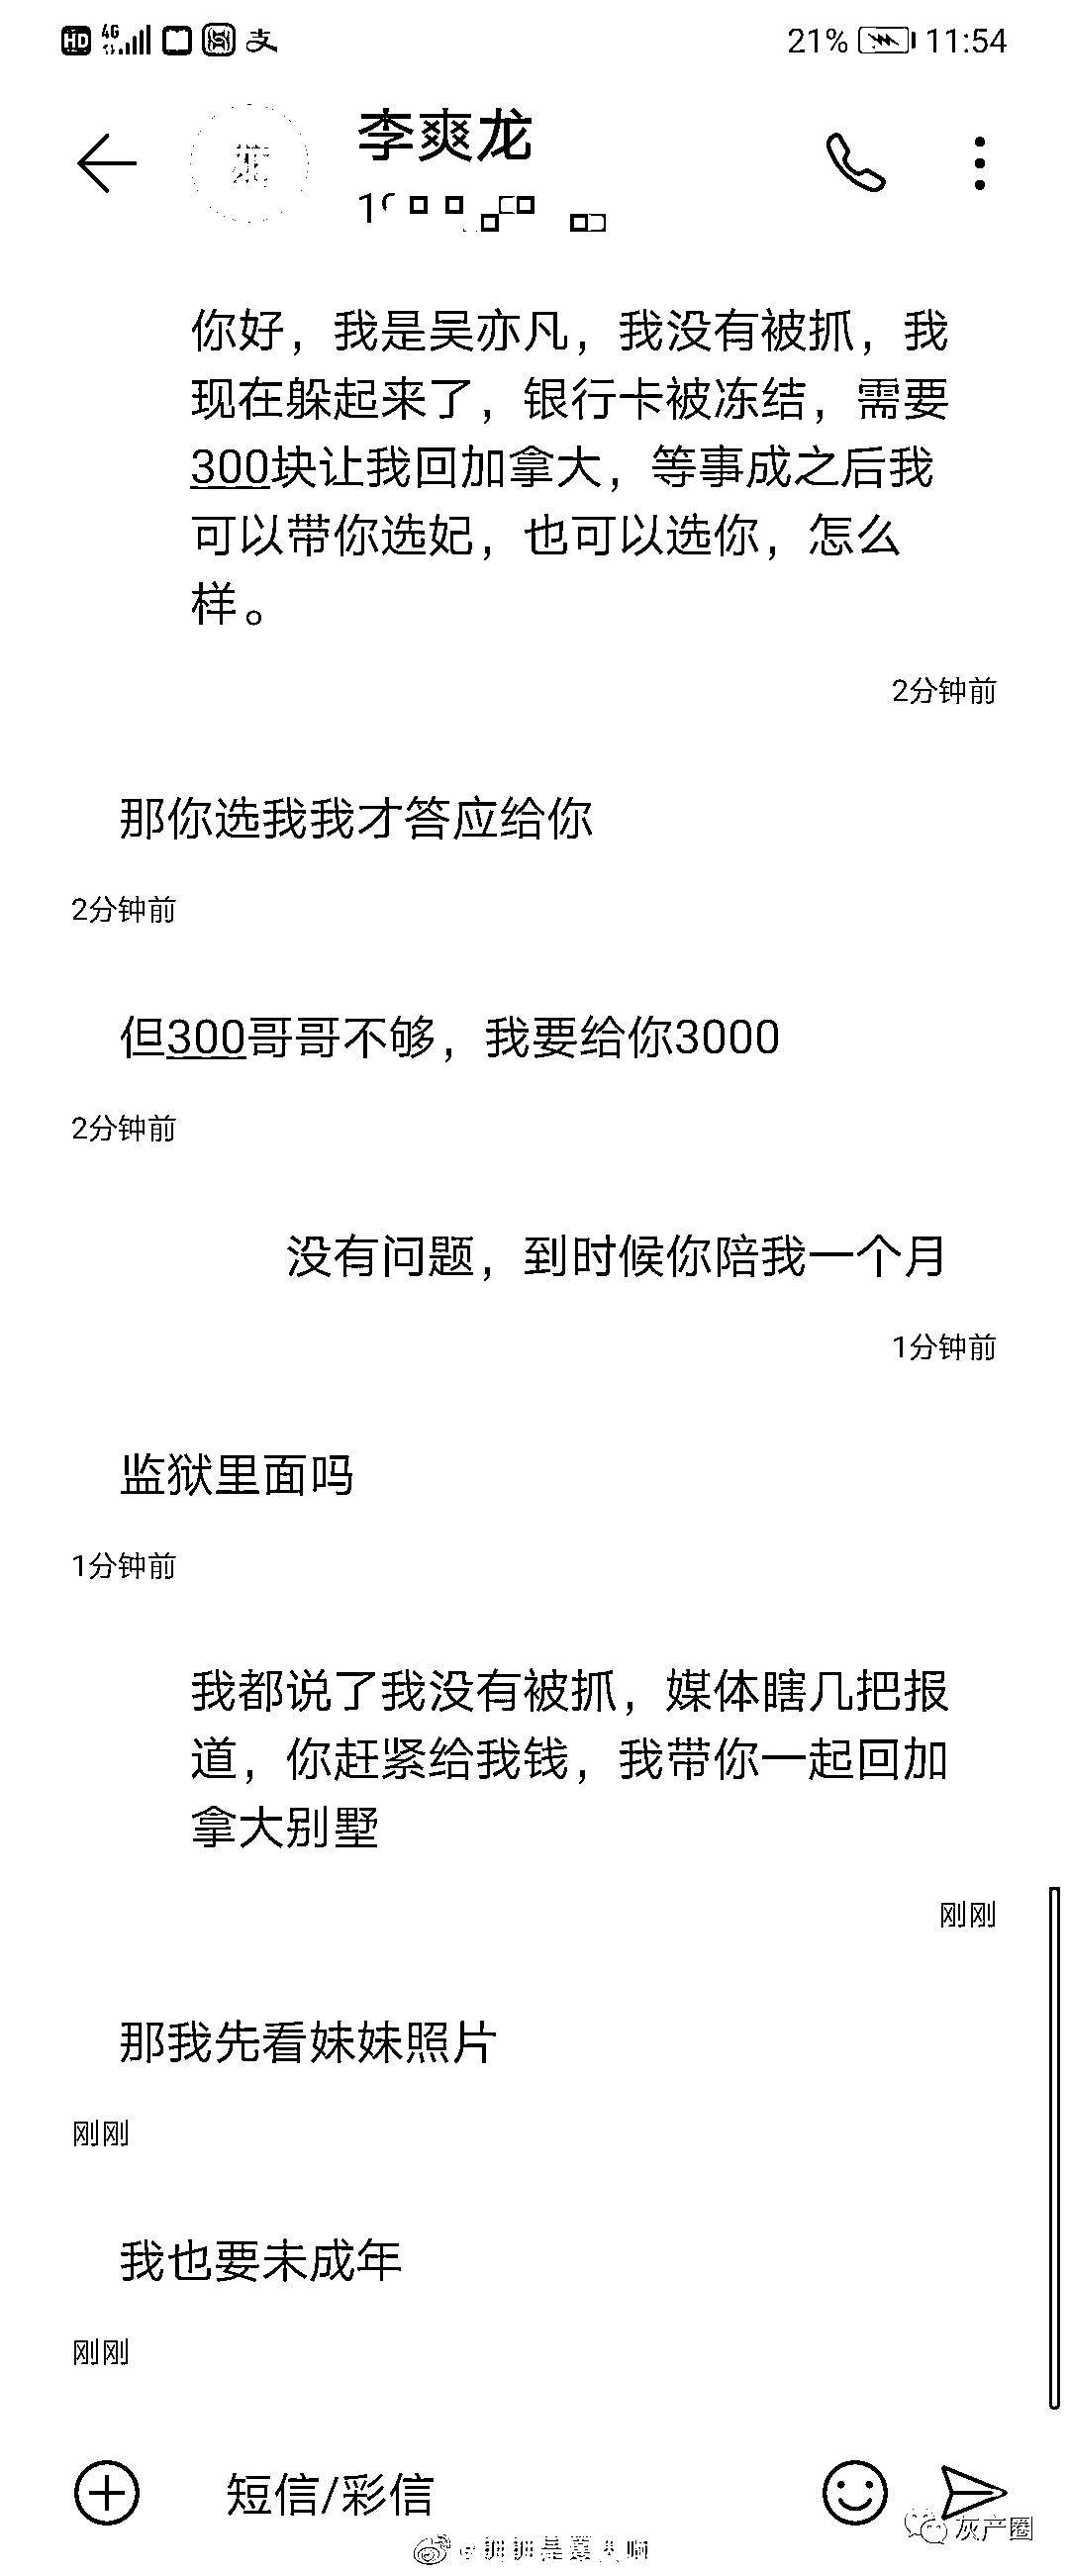 HD 4G 支 21% 11:54
李爽龙
你好，我是吴亦凡，我没有被抓，我
现在躲起来了，银行卡被冻结，需要
300块让我回加拿大，等事成之后我
可以带你选妃，也可以选你，怎么
样。
2分钟前
那你选我我才答应给你
2分钟前
但300哥哥不够，我要给你3000
2分钟前
没有问题，到时候你陪我一个月
1分钟前
监狱里面吗
1分钟前
我都说了我没有被抓，媒体瞎几把报
道，你赶紧给我钱，我带你一起回加
拿大别墅
刚刚
那我先看妹妹照片
刚刚
我也要未成年
刚刚
短信/彩信
灰产圈